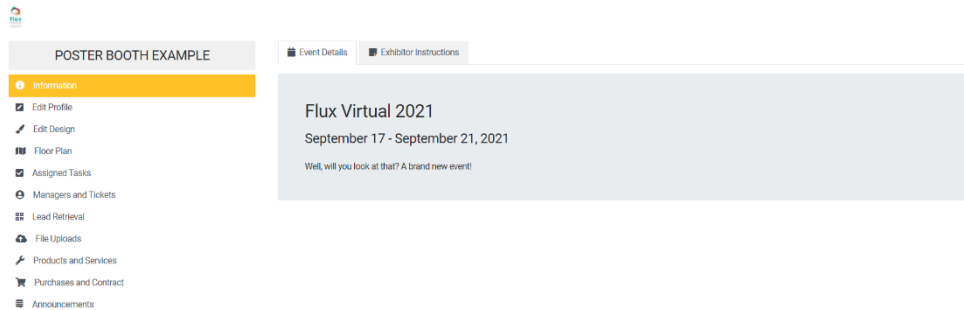 Flux
POSTER BOOTH EXAMPLE
Information
Edit Profile
Edit Design
Floor Plan
Assigned Tasks
Managers and Tickets
Lead Retrieval
File Uploads
Products and Services
Purchases and Contract
Announcements
Event Details
Exhibitor Instructions
Flux Virtual 2021
September 17 - September 21, 2021
Well, will you look at that? A brand new event!